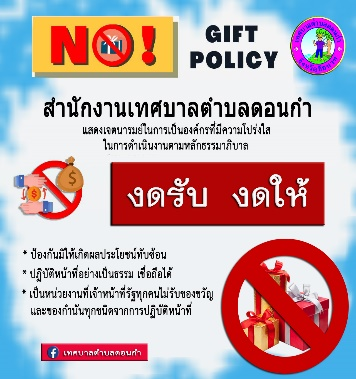 NO!
GIFT
POLICY
สำนักงานเทศบาลตำบลดอนกำ
แสดงเจตนารมย์ในการเป็นองค์กรที่มีความโปร่งใส
ในการดำเนินงานตามหลักธรรมาภิบาล
งดรับ งดให้
* ป้องกันมิให้เกิดผลประโยชน์ทับซ้อน
* ปฏิบัติหน้าที่อย่างเป็นธรรม เชื่อถือได้
* เป็นหน่วยงานที่เจ้าหน้าที่รัฐทุกคนไม่รับของขวัญ
และของกำนันทุกชนิดจากการปฏิบัติหน้าที่
เทศบาลตำบลดอนกำ